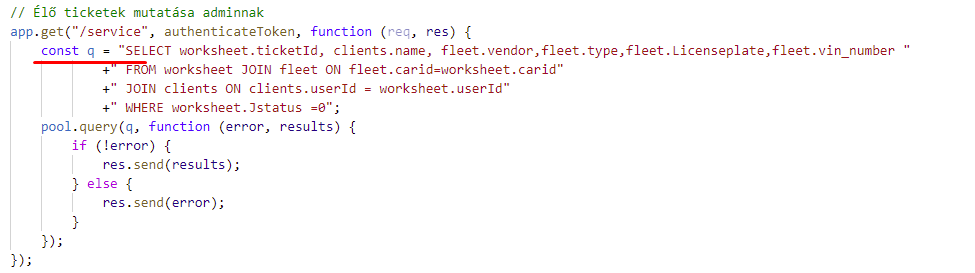 // Élő ticketek mutatása adminnak
app.get("/service", authenticateToken, function (req, res) {
    const q = "SELECT worksheet.ticketId, clients.name, fleet.vendor,fleet.type,fleet.Licenseplate,fleet.vin_number "
            +" FROM worksheet JOIN fleet ON fleet.carid=worksheet.carid"
            +" JOIN clients ON clients.userId = worksheet.userId"
            +" WHERE worksheet.Jstatus =0";
    pool.query(q, function (error, results) {
        if (!error) {
            res.send(results);
        } else {
            res.send(error);
        }
    });
});